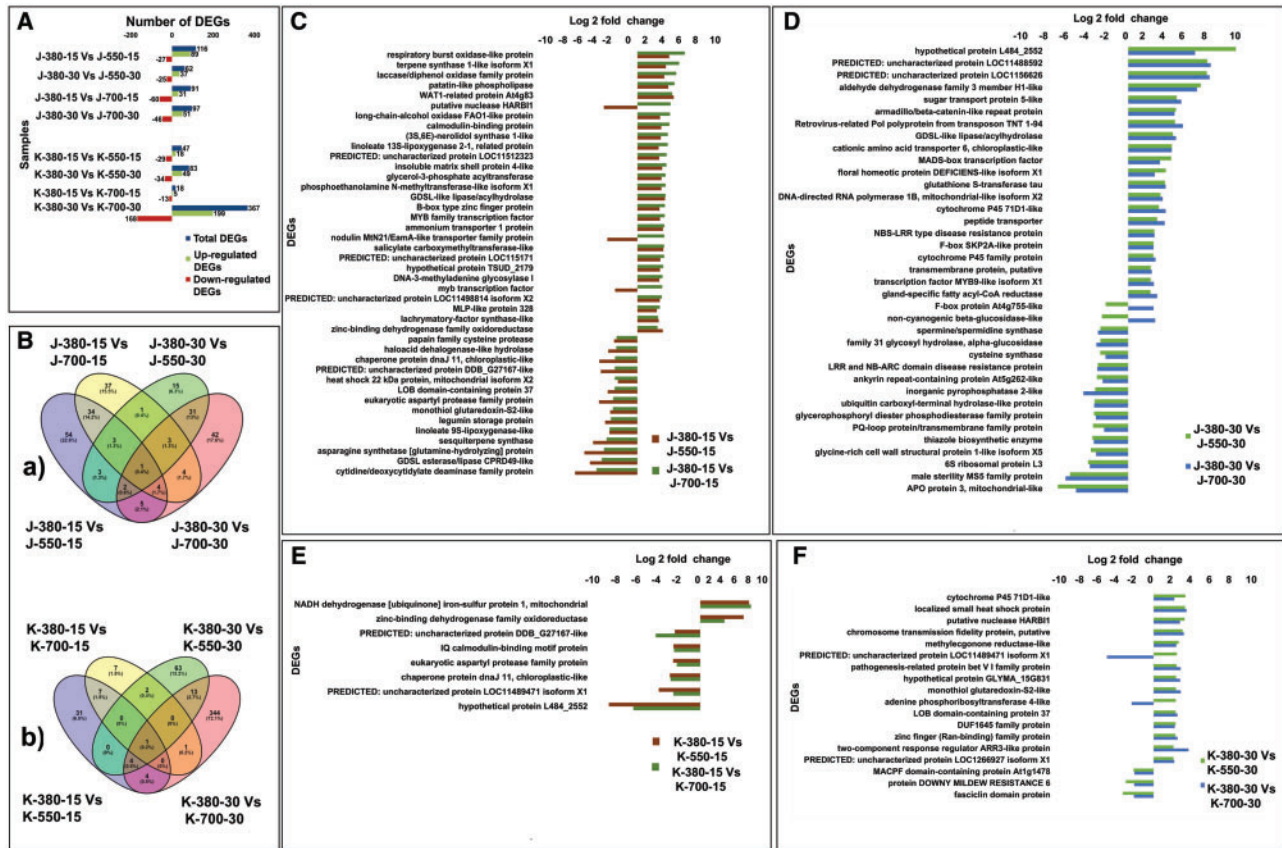 A
Number of DEGs
0 200 400
J-380-15 Vs J-550-15
116
89
-27
J-380-30 Vs J-550-30
62
37
-25
J-380-15 Vs J-700-15
91
31
-60
J-380-30 Vs J-700-30
97
51
-46
K-380-15 Vs K-550-15
47
18
-29
K-380-30 Vs K-550-30
83
49
-34
K-380-15 Vs K-700-15
18
5
-13
K-380-30 Vs K-700-30
367
199
-168
Samples
Total DEGs
Up-regulated DEGs
Down-regulated DEGs
B
J-380-15 Vs
J-700-15
J-380-30 Vs
J-550-30
a)
J-380-15 Vs
J-550-15
J-380-30 Vs
J-700-30
K-380-15 Vs
K-700-15
K-380-30 Vs
K-550-30
b)
K-380-15 Vs
K-550-15
K-380-30 Vs
K-700-30
C
Log 2 fold change
-10 -8 -6 -4 -2 0 2 4 6 8 10
DEGs
respiratory burst oxidase-like protein
terpene synthase 1-like isoform X1
laccase/diphenol oxidase family protein
patatin-like phospholipase
WAT1-related protein At4g83
putative nuclease HARBI1
long-chain-alcohol oxidase FAO1-like protein
calmodulin-binding protein
(3S,6E)-nerolidol synthase 1-like
linoleate 13S-lipoxygenase 2-1, related protein
PREDICTED: uncharacterized protein LOC11512323
insoluble matrix shell protein 4-like
glycerol-3-phosphate acyltransferase
phosphoethanolamine N-methyltransferase-like isoform X1
GDSL-like lipase/acylhydrolase
B-box type zinc finger protein
MYB family transcription factor
ammonium transporter 1 protein
nodulin MtN21/EamA-like transporter family protein
salicylate carboxymethyltransferase-like
PREDICTED: uncharacterized protein LOC115171
hypothetical protein TSUD_2179
DNA-3-methyladenine glycosylase I
myb transcription factor
PREDICTED: uncharacterized protein LOC11498814 isoform X2
MLP-like protein 328
lachrymatory-factor synthase-like
zinc-binding dehydrogenase family oxidoreductase
papain family cysteine protease
haloacid dehalogenase-like hydrolase
chaperone protein dnaJ 11, chloroplastic-like
PREDICTED: uncharacterized protein DDB_G27167-like
heat shock 22 kDa protein, mitochondrial isoform X2
LOB domain-containing protein 37
eukaryotic aspartyl protease family protein
monothiol glutaredoxin-S2-like
legumin storage protein
linoleate 9S-lipoxygenase-like
sesquiterpene synthase
asparagine synthetase [glutamine-hydrolyzing] protein
GDSL esterase/lipase CPRD49-like
cytidine/deoxycytidylate deaminase family protein
J-380-15 Vs
J-550-15
J-380-15 Vs
J-700-15
D
Log 2 fold change
-10 -8 -6 -4 -2 0 2 4 6 8 10
DEGs
hypothetical protein L484_2552
PREDICTED: uncharacterized protein LOC11488592
PREDICTED: uncharacterized protein LOC1156626
aldehyde dehydrogenase family 3 member H1-like
sugar transport protein 5-like
armadillo/beta-catenin-like repeat protein
Retrovirus-related Pol polyprotein from transposon TNT 1-94
GDSL-like lipase/acylhydrolase
cationic amino acid transporter 6, chloroplastic-like
MADS-box transcription factor
floral homeotic protein DEFICIENS-like isoform X1
glutathione S-transferase tau
DNA-directed RNA polymerase 1B, mitochondrial-like isoform X2
cytochrome P45 71D1-like
peptide transporter
NBS-LRR type disease resistance protein
F-box SKP2A-like protein
cytochrome P45 family protein
transmembrane protein, putative
transcription factor MYB9-like isoform X1
gland-specific fatty acyl-CoA reductase
F-box protein At4g755-like
non-cyanogenic beta-glucosidase-like
spermine/spermidine synthase
family 31 glycosyl hydrolase, alpha-glucosidase
cysteine synthase
LRR and NB-ARC domain disease resistance protein
ankyrin repeat-containing protein At5g262-like
inorganic pyrophosphatase 2-like
ubiquitin carboxyl-terminal hydrolase-like protein
glycerophosphoryl diester phosphodiesterase family protein
PQ-loop protein/transmembrane family protein
thiazole biosynthetic enzyme
glycine-rich cell wall structural protein 1-like isoform X5
6S ribosomal protein L3
male sterility MS5 family protein
APO protein 3, mitochondrial-like
J-380-30 Vs
J-550-30
J-380-30 Vs
J-700-30
E
Log 2 fold change
-10 -8 -6 -4 -2 0 2 4 6 8 10
DEGs
NADH dehydrogenase [ubiquinone] iron-sulfur protein 1, mitochondrial
zinc-binding dehydrogenase family oxidoreductase
PREDICTED: uncharacterized protein DDB_G27167-like
IQ calmodulin-binding motif protein
eukaryotic aspartyl protease family protein
chaperone protein dnaJ 11, chloroplastic-like
PREDICTED: uncharacterized protein LOC11489471 isoform X1
hypothetical protein L484_2552
K-380-15 Vs
K-550-15
K-380-15 Vs
K-700-15
F
Log 2 fold change
-10 -8 -6 -4 -2 0 2 4 6 8 10
DEGs
cytochrome P45 71D1-like
localized small heat shock protein
putative nuclease HARBI1
chromosome transmission fidelity protein, putative
methylecgonone reductase-like
PREDICTED: uncharacterized protein LOC11489471 isoform X1
pathogenesis-related protein bet V I family protein
hypothetical protein GLYMA_15G831
monothiol glutaredoxin-S2-like
adenine phosphoribosyltransferase 4-like
LOB domain-containing protein 37
DUF1645 family protein
zinc finger (Ran-binding) family protein
two-component response regulator ARR3-like protein
PREDICTED: uncharacterized protein LOC1266927 isoform X1
MACPF domain-containing protein At1g1478
protein DOWNY MILDEW RESISTANCE 6
fasciclin domain protein
K-380-30 Vs
K-550-30
K-380-30 Vs
K-700-30